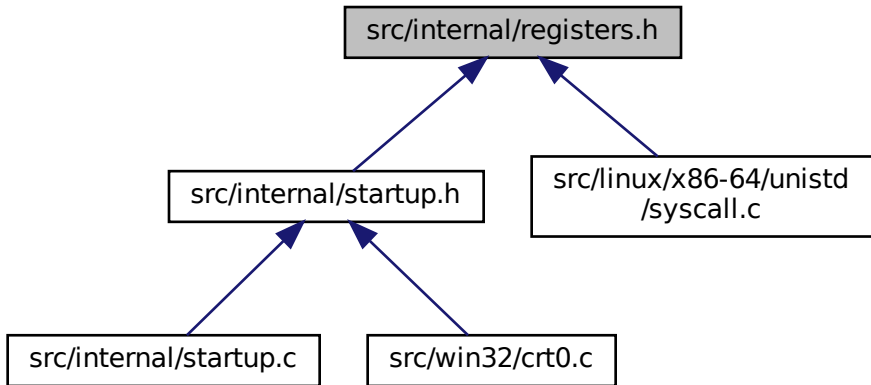 src/internal/registers.h
src/internal/startup.h
src/linux/x86-64/unistd
/syscall.c
src/internal/startup.c
src/win32/crt0.c